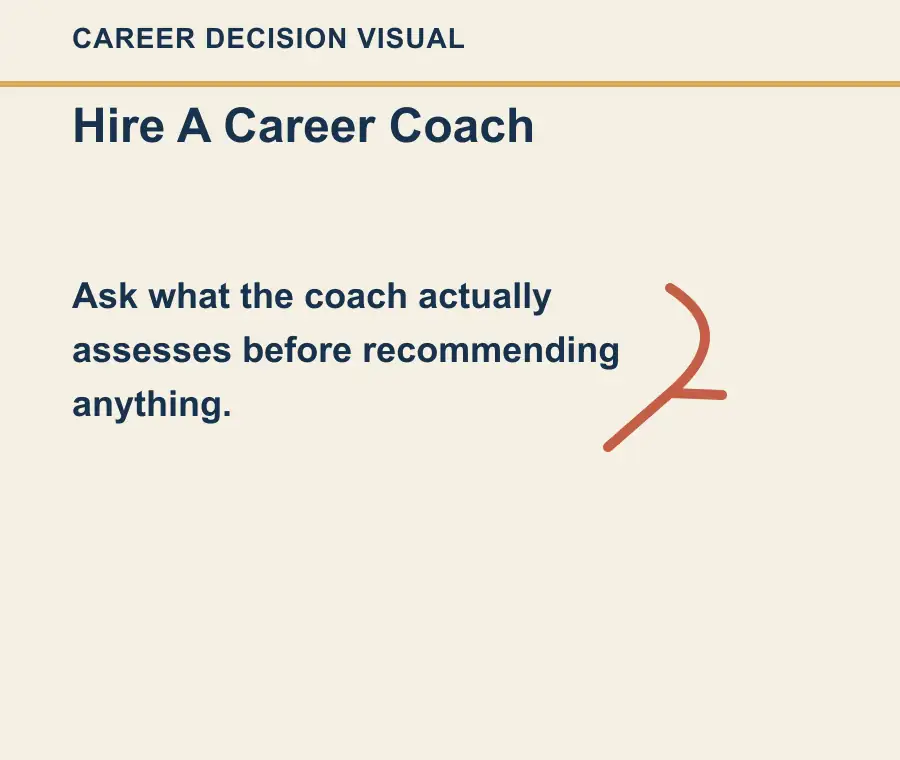 CAREER DECISION VISUAL
Hire A Career Coach
Ask what the coach actually
assesses before recommending
anything.